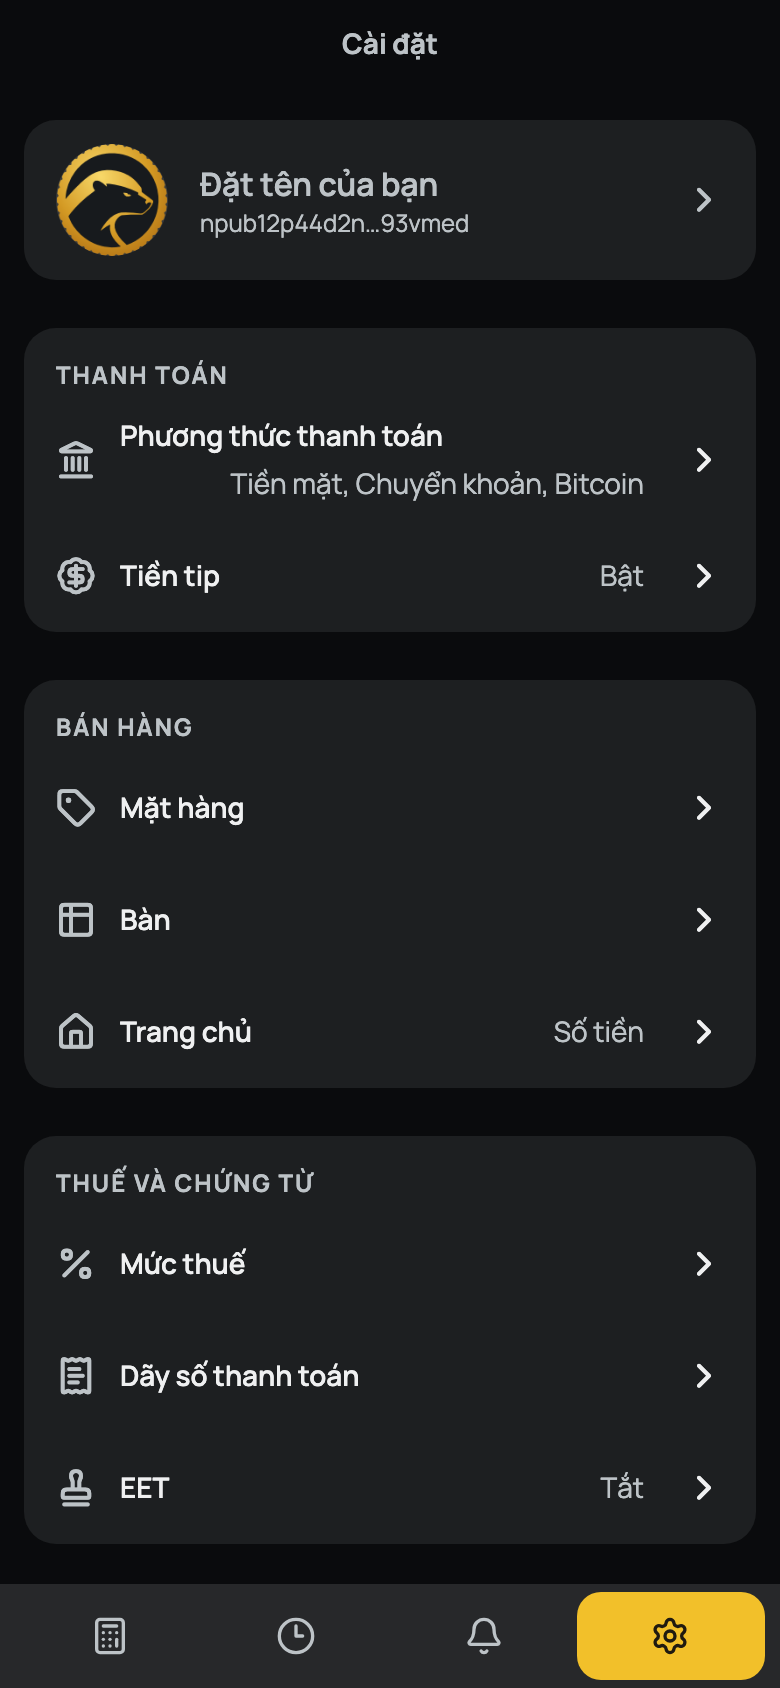 Cài đặt
Đặt tên của bạn
npub12p44d2n...93vmed
THANH TOÁN
Phương thức thanh toán
Tiền mặt, Chuyển khoản, Bitcoin
Tiền tip
Bật
BÁN HÀNG
Mặt hàng
Bàn
Trang chủ
Số tiền
THUẾ VÀ CHỨNG TỪ
Mức thuế
Dãy số thanh toán
EET
Tắt